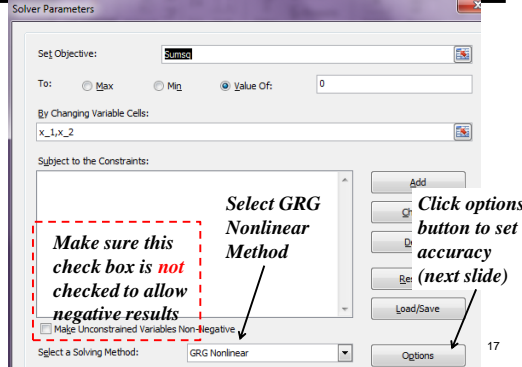 Solver Parameters
Set Objective:
Sumsq
To:
Max
Min
Value Of:
0
By Changing Variable Cells:
x_1,x_2
Subject to the Constraints:
Add
Select GRG
Nonlinear
Method
Click options
button to set
accuracy
(next slide)
Make sure this
check box is not
checked to allow
negative results
Load/Save
Make Unconstrained Variables Non-Negative
Select a Solving Method:
GRG Nonlinear
Options
17